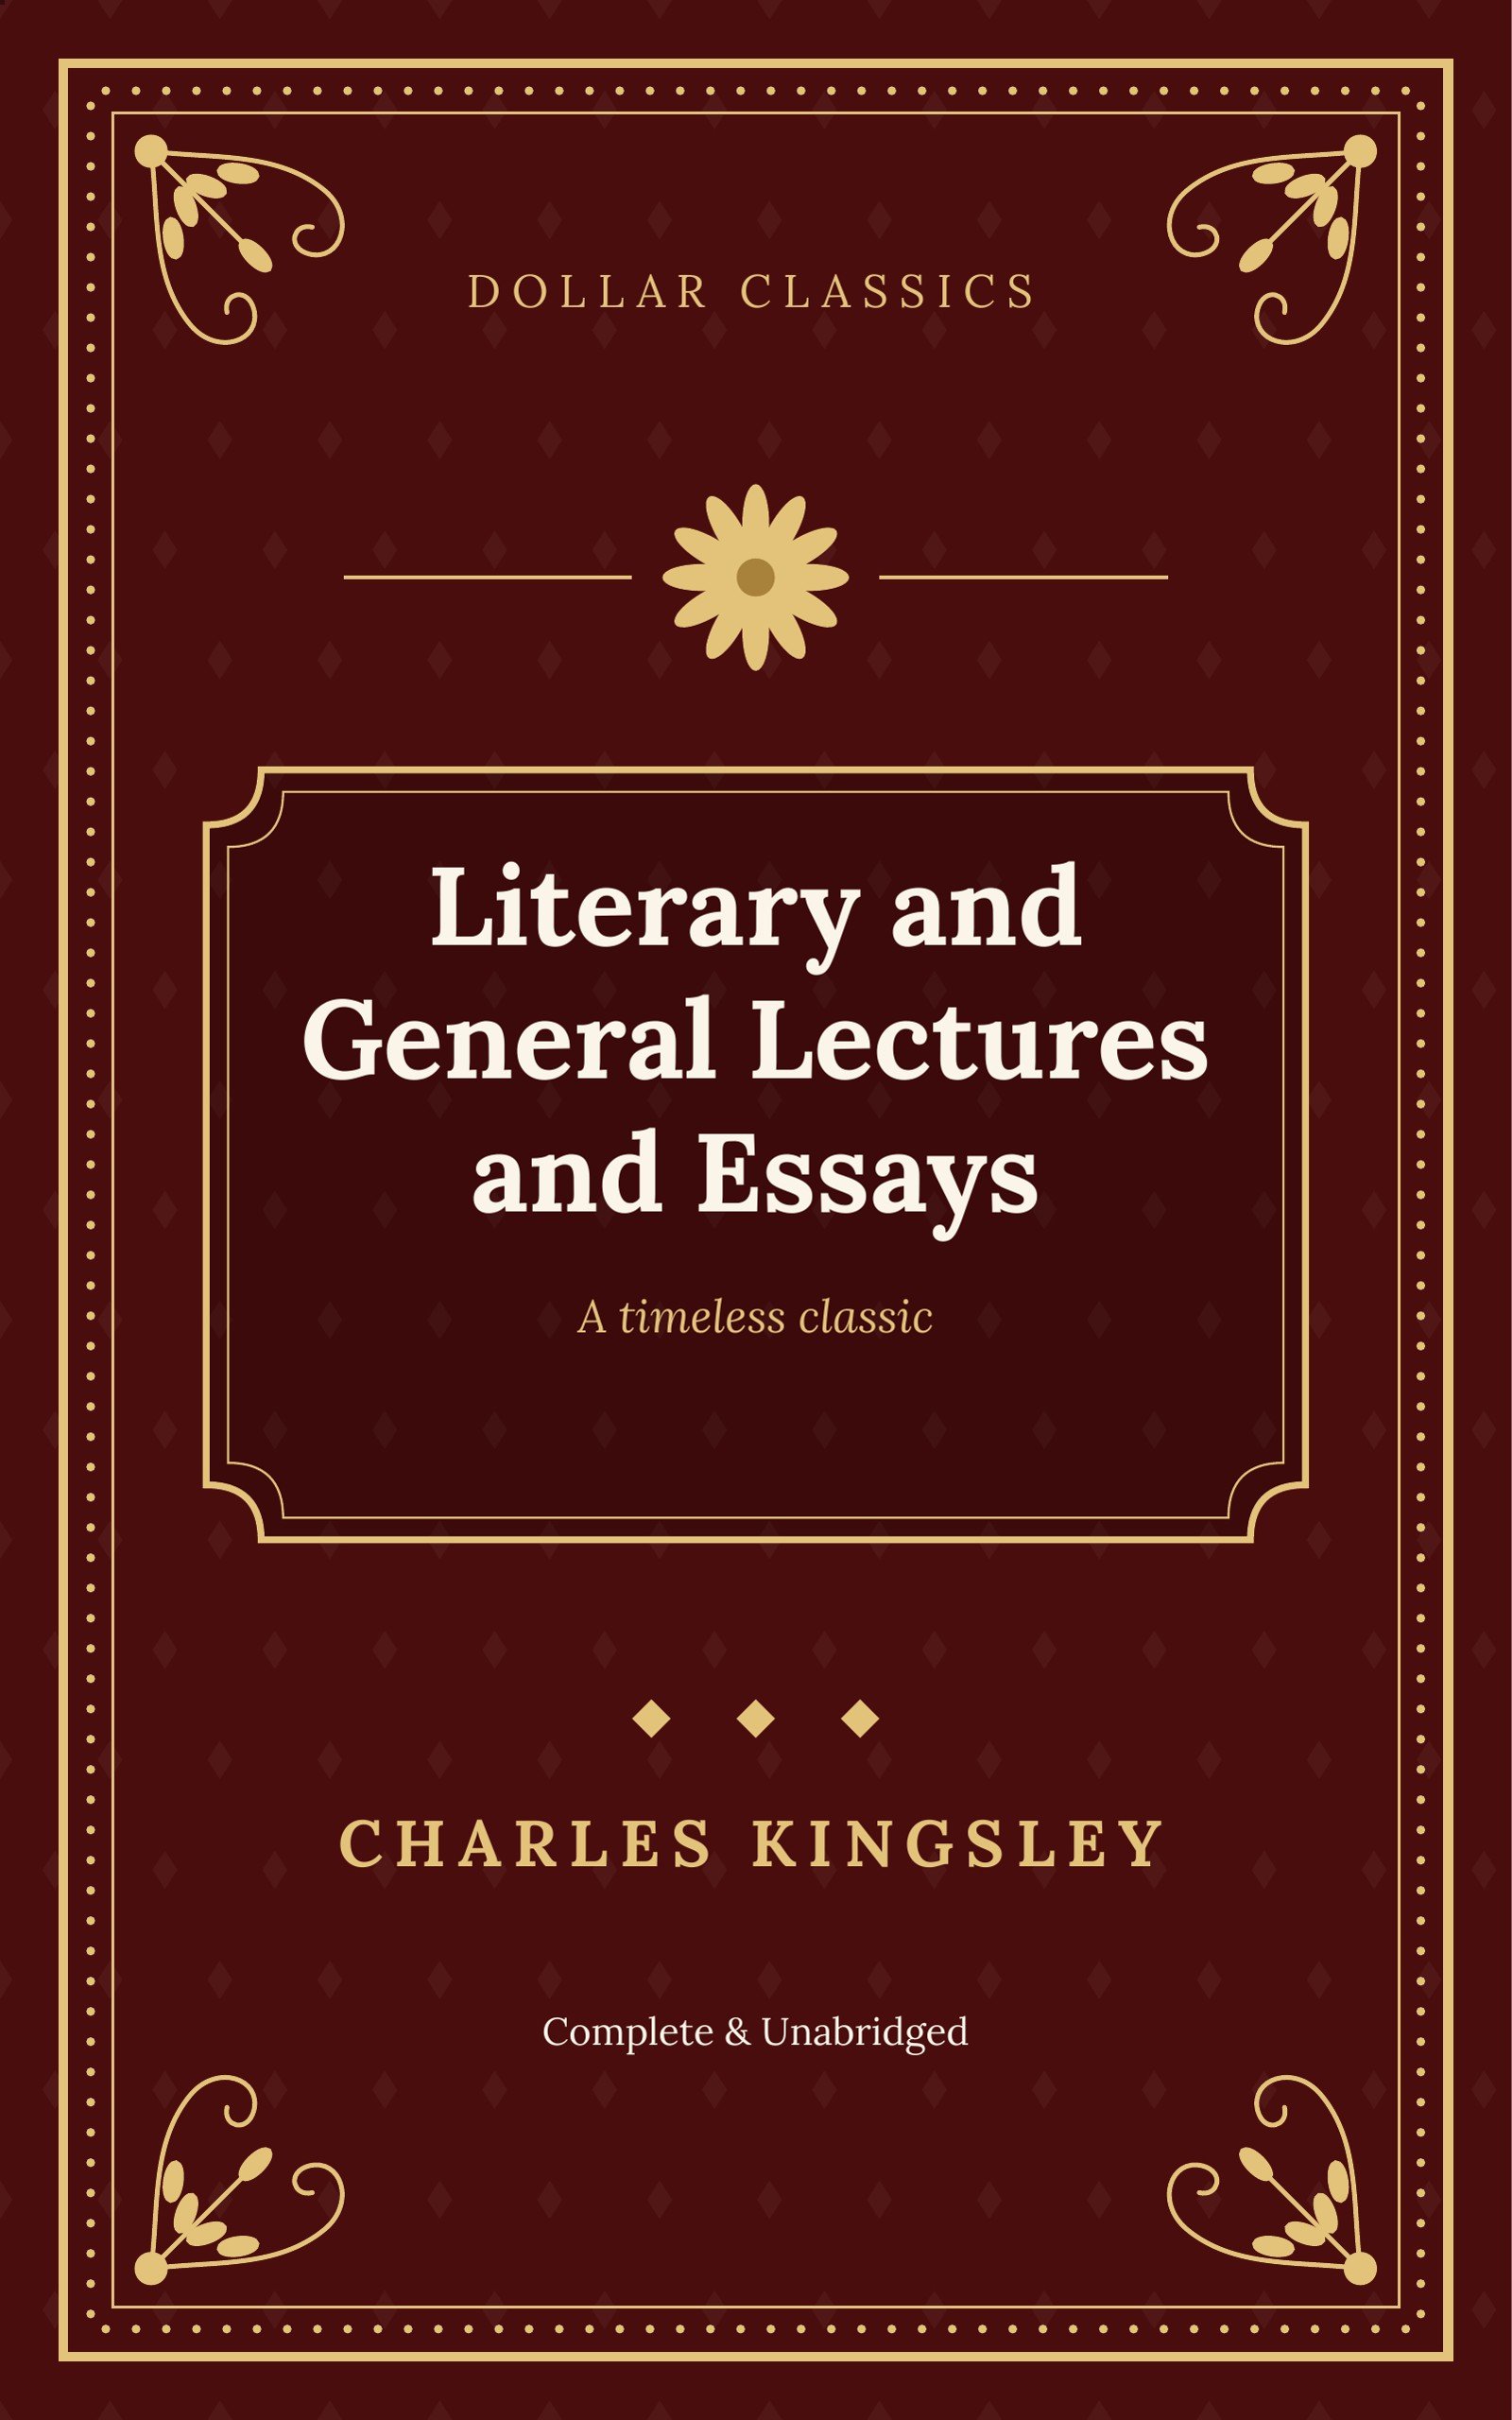 DOLLAR CLASSICS
Literary and
General Lectures
and Essays
A timeless classic
CHARLES KINGSLEY
Complete & Unabridged